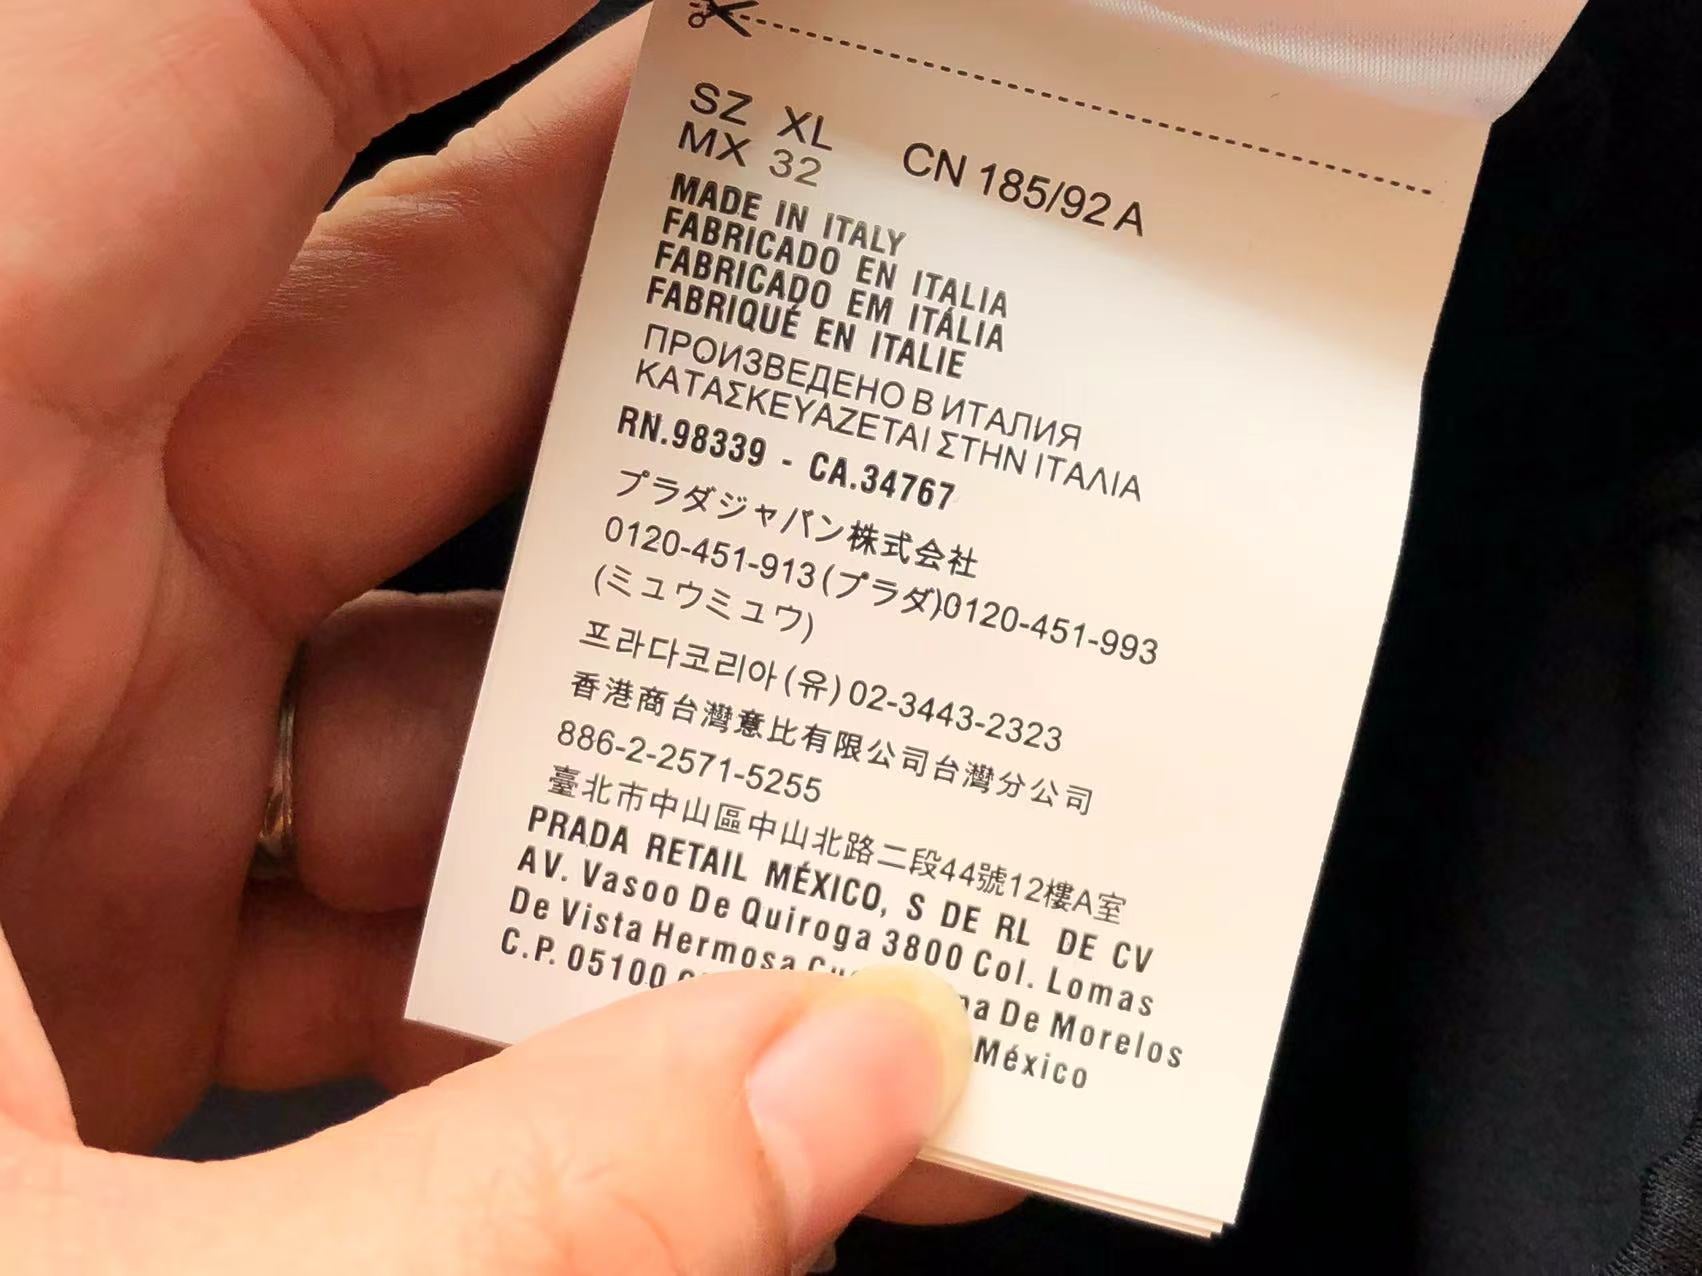 SZ XL CN 185/92 A
MX 32
MADE IN ITALY
FABRICADO EN ITALIA
FABRICADO EM ITÁLIA
FABRIQUÉ EN ITALIE
ПРОИЗВЕДЕНО В ИТАЛИЯ
ΚΑΤΑΣΚΕΥΑΖΕΤΑΙ ΣΤΗΝ ΙΤΑΛΙΑ
RN.98339 - CA.34767
プラダジャパン株式会社
0120-451-913(プラダ)0120-451-993
(ミュウミュウ)
프라다코리아(유)02-3443-2323
香港商台灣意比有限公司台灣分公司
886-2-2571-5255
臺北市中山區中山北路二段44號12樓A室
PRADA RETAIL MÉXICO, S DE RL DE CV
AV. Vasoo De Quiroga 3800 Col. Lomas
De Vista Hermosa De Morelos
C.P. 05100 México